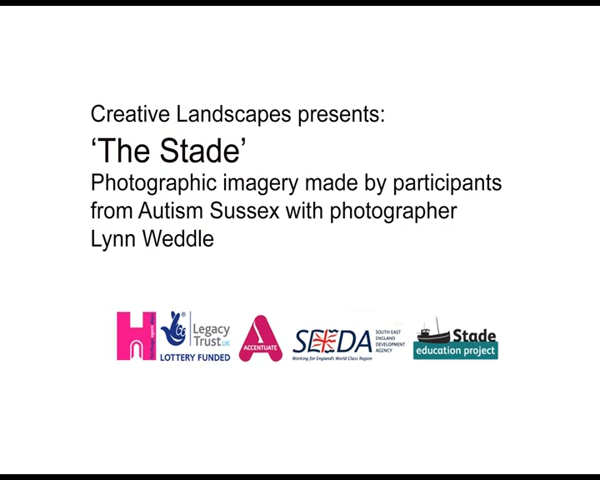 Creative Landscapes presents:
‘The Stade’
Photographic imagery made by participants
from Autism Sussex with photographer
Lynn Weddle
H
Legacy
Trust UK
LOTTERY FUNDED
A
ACCENTUATE
SEEDA
SOUTH EAST
ENGLAND
DEVELOPMENT
AGENCY
Working for England's World Class Region
Stade
education project